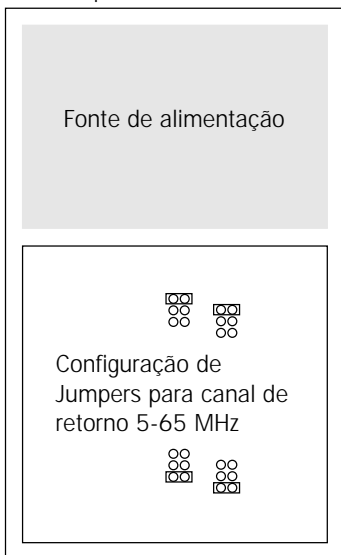 Fonte de alimentação
Configuração de
Jumpers para canal de
retorno 5-65 MHz